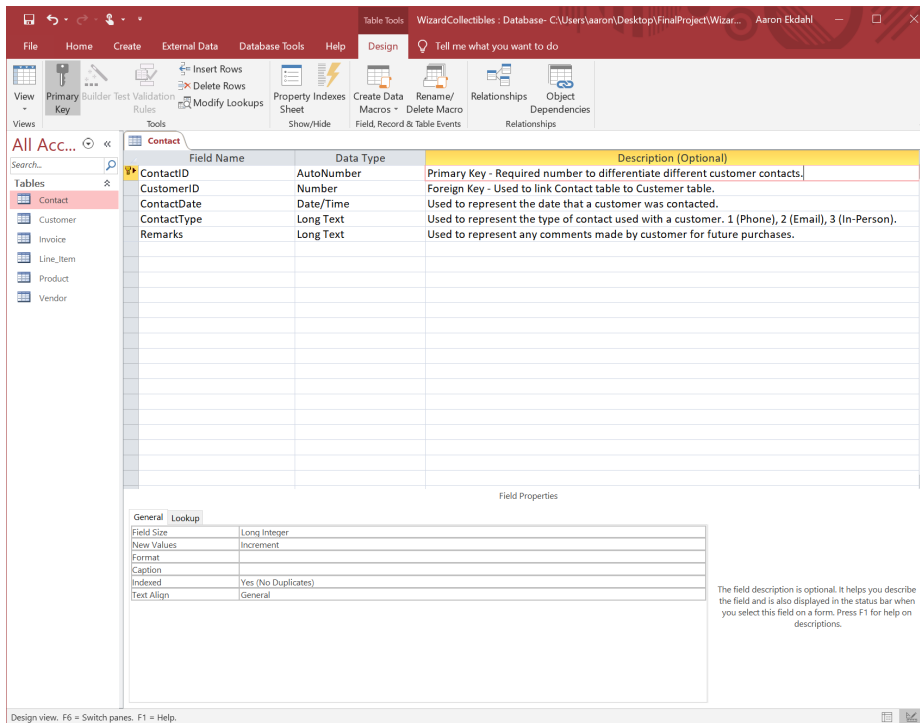 Table Tools
WizardCollectibles : Database- C:\Users\aaron\Desktop\FinalProject\Wizar...
Aaron Ekdahl
File Home Create External Data Database Tools Help Design Tell me what you want to do
View
Views
Primary Key
Builder
Test Validation Rules
Insert Rows
Delete Rows
Modify Lookups
Tools
Property Sheet
Indexes
Show/Hide
Create Data Macros
Rename/ Delete Macro
Field, Record & Table Events
Relationships
Object Dependencies
Relationships
All Acc...
Search...
Tables
Contact
Customer
Invoice
Line_Item
Product
Vendor
Contact
Field Name Data Type Description (Optional)
ContactID AutoNumber Primary Key - Required number to differentiate different customer contacts.
CustomerID Number Foreign Key - Used to link Contact table to Custemer table.
ContactDate Date/Time Used to represent the date that a customer was contacted.
ContactType Long Text Used to represent the type of contact used with a customer. 1 (Phone), 2 (Email), 3 (In-Person).
Remarks Long Text Used to represent any comments made by customer for future purchases.
Field Properties
General Lookup
Field Size Long Integer
New Values Increment
Format
Caption
Indexed Yes (No Duplicates)
Text Align General
The field description is optional. It helps you describe
the field and is also displayed in the status bar when
you select this field on a form. Press F1 for help on
descriptions.
Design view. F6 = Switch panes. F1 = Help.